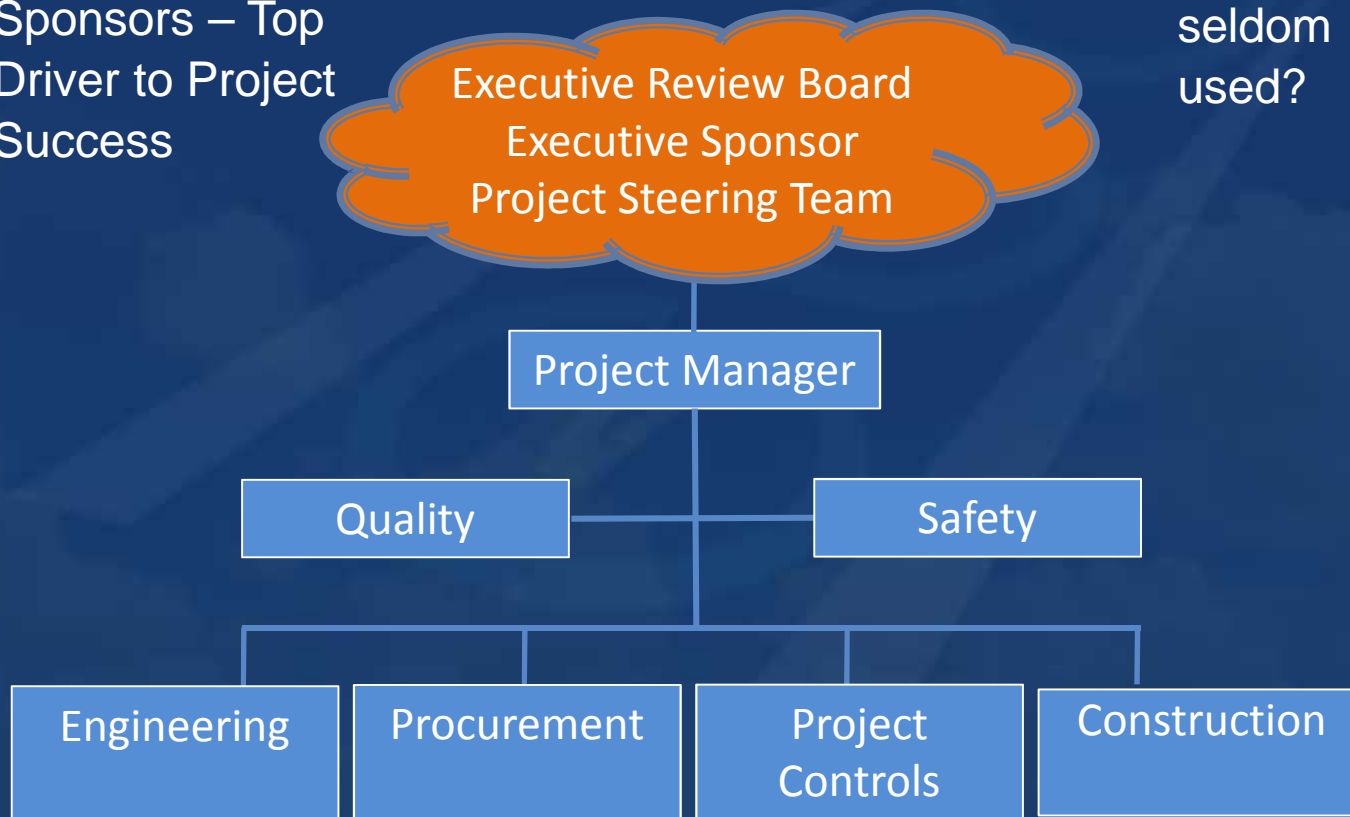 Sponsors – Top
Driver to Project
Success
seldom
used?
Executive Review Board
Executive Sponsor
Project Steering Team
Project Manager
Quality
Safety
Engineering
Procurement
Project
Controls
Construction